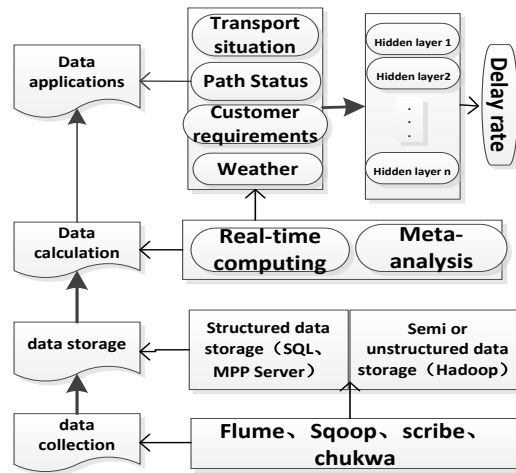 Data
applications
Transport
situation
Path Status
Customer
requirements
Weather
Hidden layer 1
Hidden layer2
.
.
.
Hidden layer n
Delay rate
Data
calculation
Real-time
computing
Meta-
analysis
data storage
Structured data
storage（SQL、
MPP Server）
Semi or
unstructured data
storage（Hadoop）
data
collection
Flume、Sqoop、scribe、
chukwa